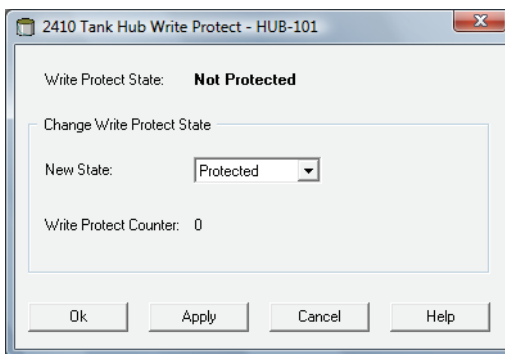 2410 Tank Hub Write Protect - HUB-101
Write Protect State: Not Protected
Change Write Protect State
New State: Protected
Write Protect Counter: 0
Ok Apply Cancel Help